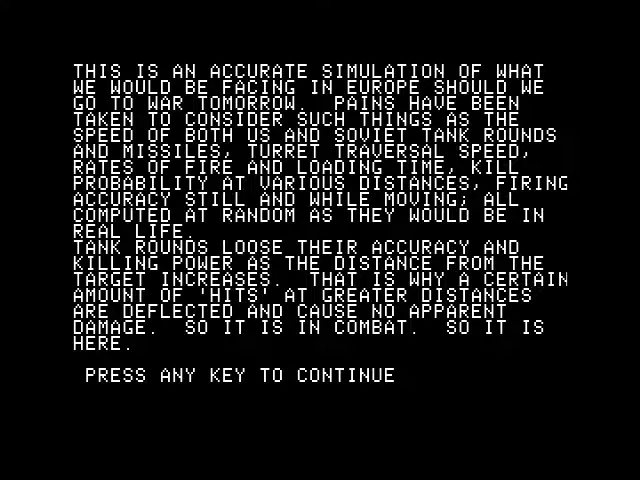 THIS IS AN ACCURATE SIMULATION OF WHAT
WE WOULD BE FACING IN EUROPE SHOULD WE
GO TO WAR TOMORROW.  PAINS HAVE BEEN
TAKEN TO CONSIDER SUCH THINGS AS THE
SPEED OF BOTH US AND SOVIET TANK ROUNDS
AND MISSILES, TURRET TRAVERSAL SPEED,
RATES OF FIRE AND LOADING TIME, KILL
PROBABILITY AT VARIOUS DISTANCES, FIRING
ACCURACY STILL AND WHILE MOVING; ALL
COMPUTED AT RANDOM AS THEY WOULD BE IN
REAL LIFE.
TANK ROUNDS LOOSE THEIR ACCURACY AND
KILLING POWER AS THE DISTANCE FROM THE
TARGET INCREASES.  THAT IS WHY A CERTAIN
AMOUNT OF 'HITS' AT GREATER DISTANCES
ARE DEFLECTED AND CAUSE NO APPARENT
DAMAGE.  SO IT IS IN COMBAT.  SO IT IS
HERE.
PRESS ANY KEY TO CONTINUE